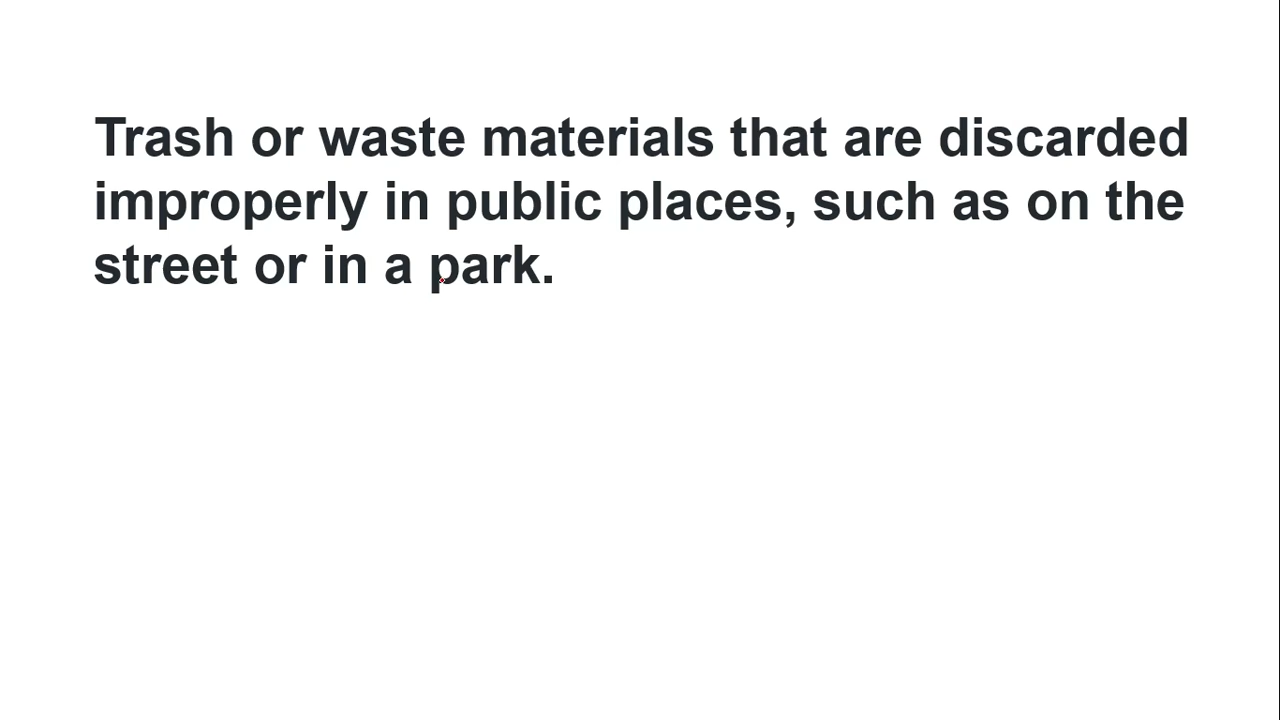 Trash or waste materials that are discarded
improperly in public places, such as on the
street or in a park.